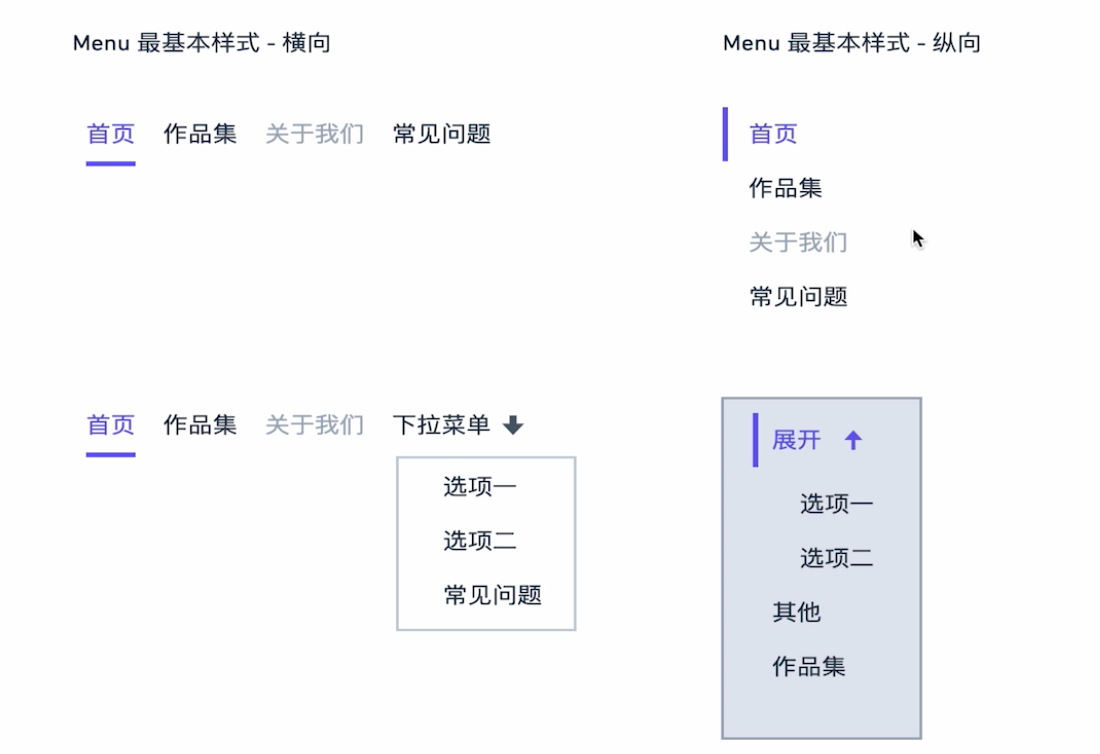 Menu 最基本样式 - 横向
首页 作品集 关于我们 常见问题
首页 作品集 关于我们 下拉菜单
选项一
选项二
常见问题
Menu 最基本样式 - 纵向
首页
作品集
关于我们
常见问题
展开
选项一
选项二
其他
作品集